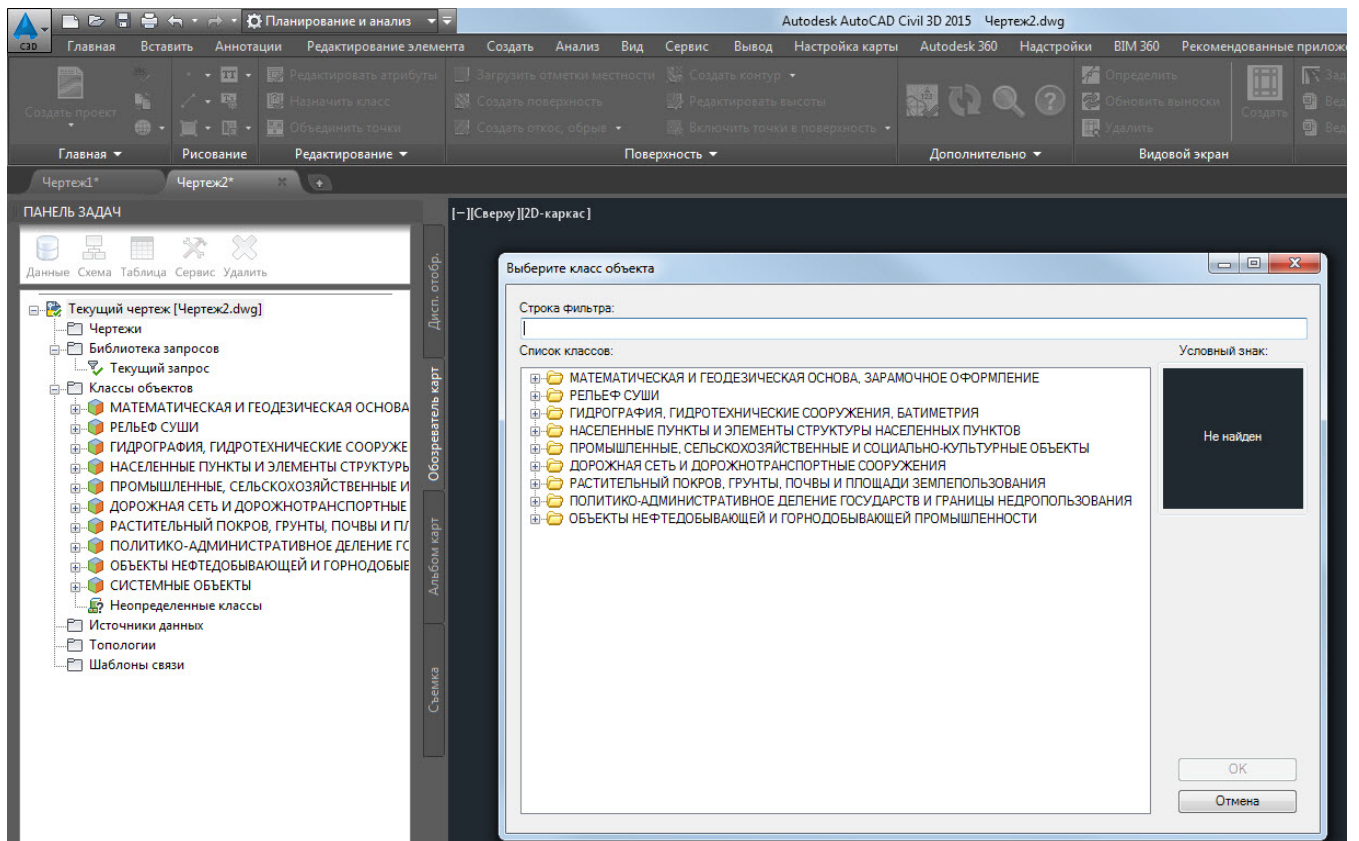 Планирование и анализ
Autodesk AutoCAD Civil 3D 2015 Чертеж2.dwg
C3D Главная Вставить Аннотации Редактирование элемента Создать Анализ Вид Сервис Вывод Настройка карты Autodesk 360 Надстройки BIM 360 Рекомендованные прилож
Создать проект
Редактировать атрибуты
Назначить класс
Объединить точки
Загрузить отметки местности
Создать поверхность
Создать откос, обрыв
Создать контур
Редактировать высоты
Включить точки в поверхность
Определить
Обновить выноски
Удалить
Создать
Зад
Вед
Вед
Главная Рисование Редактирование Поверхность Дополнительно Видовой экран
Чертеж1* Чертеж2*
ПАНЕЛЬ ЗАДАЧ
Данные Схема Таблица Сервис Удалить
Текущий чертеж [Чертеж2.dwg]
Чертежи
Библиотека запросов
Текущий запрос
Классы объектов
МАТЕМАТИЧЕСКАЯ И ГЕОДЕЗИЧЕСКАЯ ОСНОВА
РЕЛЬЕФ СУШИ
ГИДРОГРАФИЯ, ГИДРОТЕХНИЧЕСКИЕ СООРУЖЕ
НАСЕЛЕННЫЕ ПУНКТЫ И ЭЛЕМЕНТЫ СТРУКТУРЬ
ПРОМЫШЛЕННЫЕ, СЕЛЬСКОХОЗЯЙСТВЕННЫЕ И
ДОРОЖНАЯ СЕТЬ И ДОРОЖНОТРАНСПОРТНЫЕ
РАСТИТЕЛЬНЫЙ ПОКРОВ, ГРУНТЫ, ПОЧВЫ И ПЛ
ПОЛИТИКО-АДМИНИСТРАТИВНОЕ ДЕЛЕНИЕ ГС
ОБЪЕКТЫ НЕФТЕДОБЫВАЮЩЕЙ И ГОРНОДОБЫЕ
СИСТЕМНЫЕ ОБЪЕКТЫ
Неопределенные классы
Источники данных
Топологии
Шаблоны связи
Дисп. отобр.
Обозреватель карт
Альбом карт
Съемка
[−][Сверху][2D-каркас]
Выберите класс объекта
Строка фильтра:
Список классов:
Условный знак:
МАТЕМАТИЧЕСКАЯ И ГЕОДЕЗИЧЕСКАЯ ОСНОВА, ЗАРАМОЧНОЕ ОФОРМЛЕНИЕ
РЕЛЬЕФ СУШИ
ГИДРОГРАФИЯ, ГИДРОТЕХНИЧЕСКИЕ СООРУЖЕНИЯ, БАТИМЕТРИЯ
НАСЕЛЕННЫЕ ПУНКТЫ И ЭЛЕМЕНТЫ СТРУКТУРЫ НАСЕЛЕННЫХ ПУНКТОВ
ПРОМЫШЛЕННЫЕ, СЕЛЬСКОХОЗЯЙСТВЕННЫЕ И СОЦИАЛЬНО-КУЛЬТУРНЫЕ ОБЪЕКТЫ
ДОРОЖНАЯ СЕТЬ И ДОРОЖНОТРАНСПОРТНЫЕ СООРУЖЕНИЯ
РАСТИТЕЛЬНЫЙ ПОКРОВ, ГРУНТЫ, ПОЧВЫ И ПЛОЩАДИ ЗЕМЛЕПОЛЬЗОВАНИЯ
ПОЛИТИКО-АДМИНИСТРАТИВНОЕ ДЕЛЕНИЕ ГОСУДАРСТВ И ГРАНИЦЫ НЕДРОПОЛЬЗОВАНИЯ
ОБЪЕКТЫ НЕФТЕДОБЫВАЮЩЕЙ И ГОРНОДОБЫВАЮЩЕЙ ПРОМЫШЛЕННОСТИ
Не найден
OK
Отмена